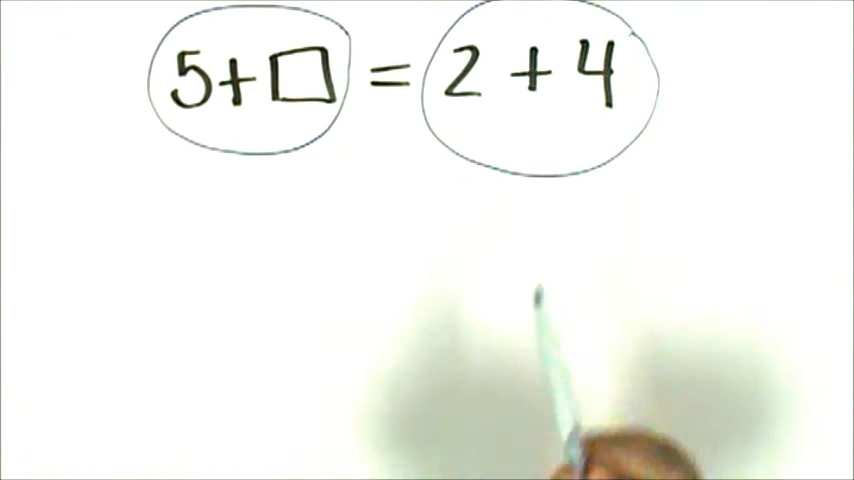 5 + □ = 2 + 4